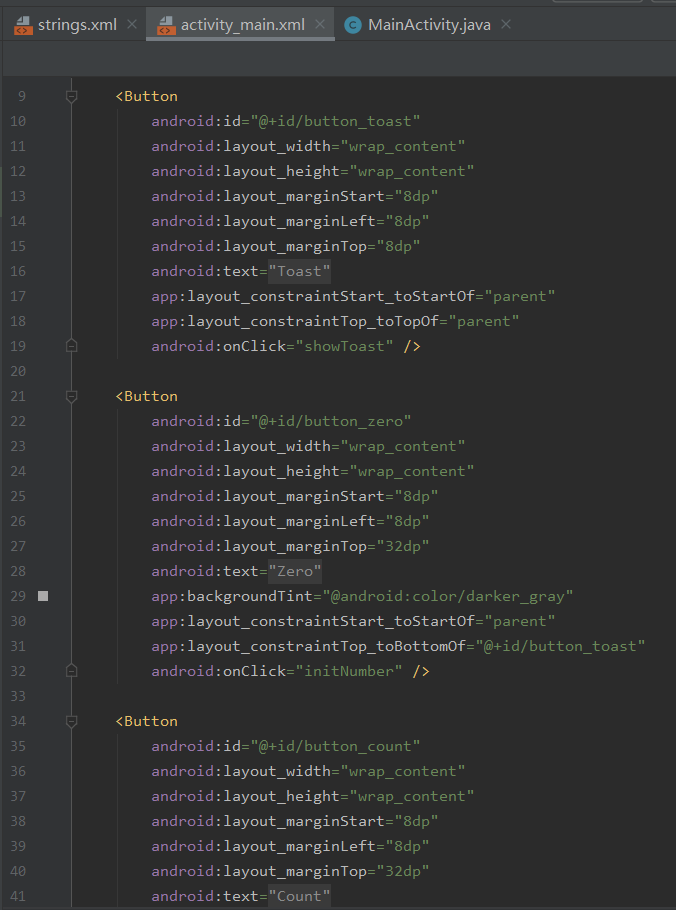 strings.xml activity_main.xml MainActivity.java
9 <Button
10 android:id="@+id/button_toast"
11 android:layout_width="wrap_content"
12 android:layout_height="wrap_content"
13 android:layout_marginStart="8dp"
14 android:layout_marginLeft="8dp"
15 android:layout_marginTop="8dp"
16 android:text="Toast"
17 app:layout_constraintStart_toStartOf="parent"
18 app:layout_constraintTop_toTopOf="parent"
19 android:onClick="showToast" />
20
21 <Button
22 android:id="@+id/button_zero"
23 android:layout_width="wrap_content"
24 android:layout_height="wrap_content"
25 android:layout_marginStart="8dp"
26 android:layout_marginLeft="8dp"
27 android:layout_marginTop="32dp"
28 android:text="Zero"
29 app:backgroundTint="@android:color/darker_gray"
30 app:layout_constraintStart_toStartOf="parent"
31 app:layout_constraintTop_toBottomOf="@+id/button_toast"
32 android:onClick="initNumber" />
33
34 <Button
35 android:id="@+id/button_count"
36 android:layout_width="wrap_content"
37 android:layout_height="wrap_content"
38 android:layout_marginStart="8dp"
39 android:layout_marginLeft="8dp"
40 android:layout_marginTop="32dp"
41 android:text="Count"